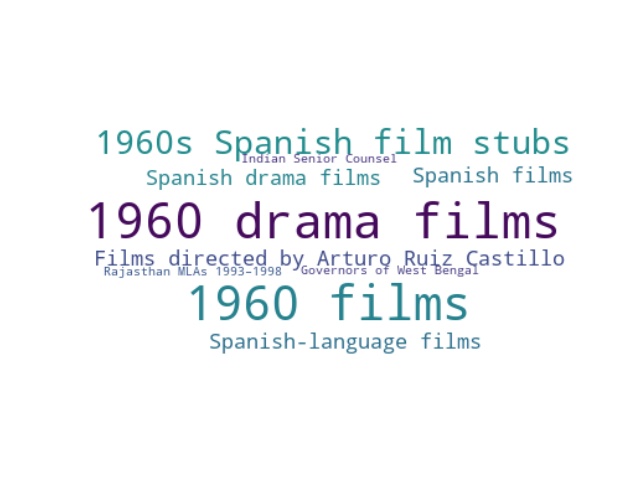 1960s Spanish film stubs
Indian Senior Counsel
Spanish drama films
Spanish films
1960 drama films
Films directed by Arturo Ruiz Castillo
Rajasthan MLAs 1993–1998
Governors of West Bengal
1960 films
Spanish-language films